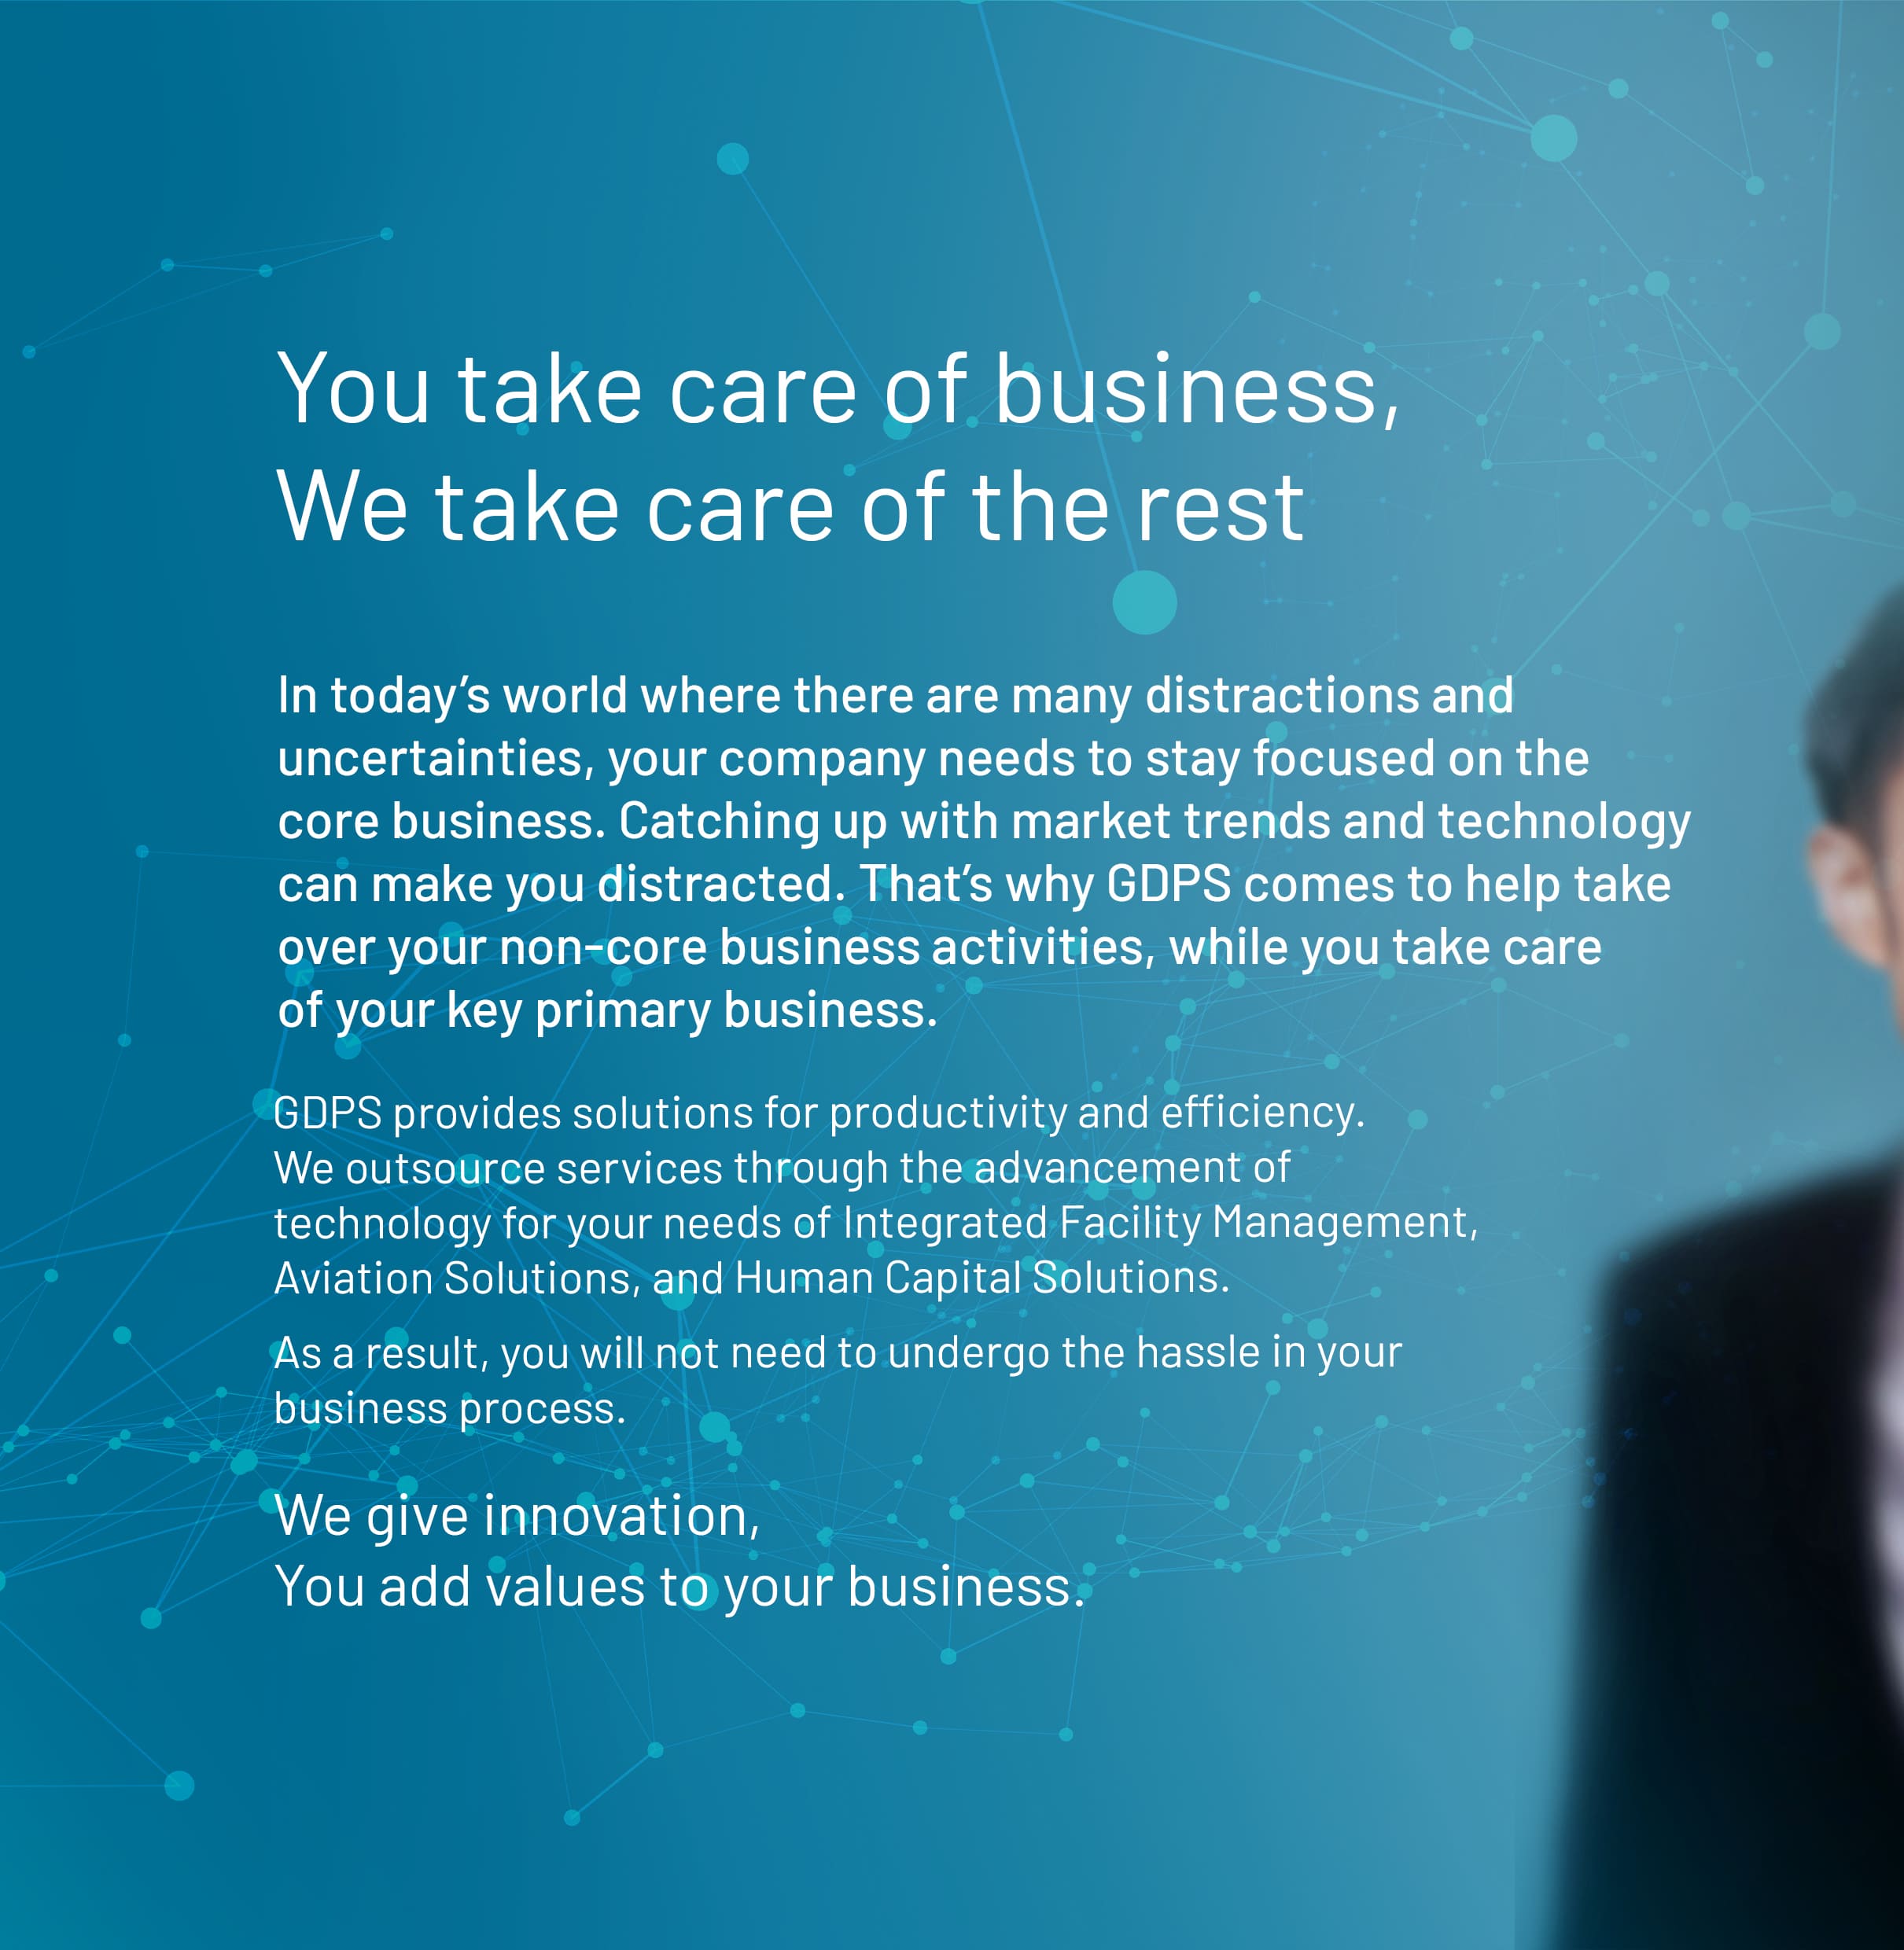 You take care of business,
We take care of the rest
In today’s world where there are many distractions and
uncertainties, your company needs to stay focused on the
core business. Catching up with market trends and technology
can make you distracted. That’s why GDPS comes to help take
over your non-core business activities, while you take care
of your key primary business.
GDPS provides solutions for productivity and efficiency.
We outsource services through the advancement of
technology for your needs of Integrated Facility Management,
Aviation Solutions, and Human Capital Solutions.
As a result, you will not need to undergo the hassle in your
business process.
We give innovation,
You add values to your business.